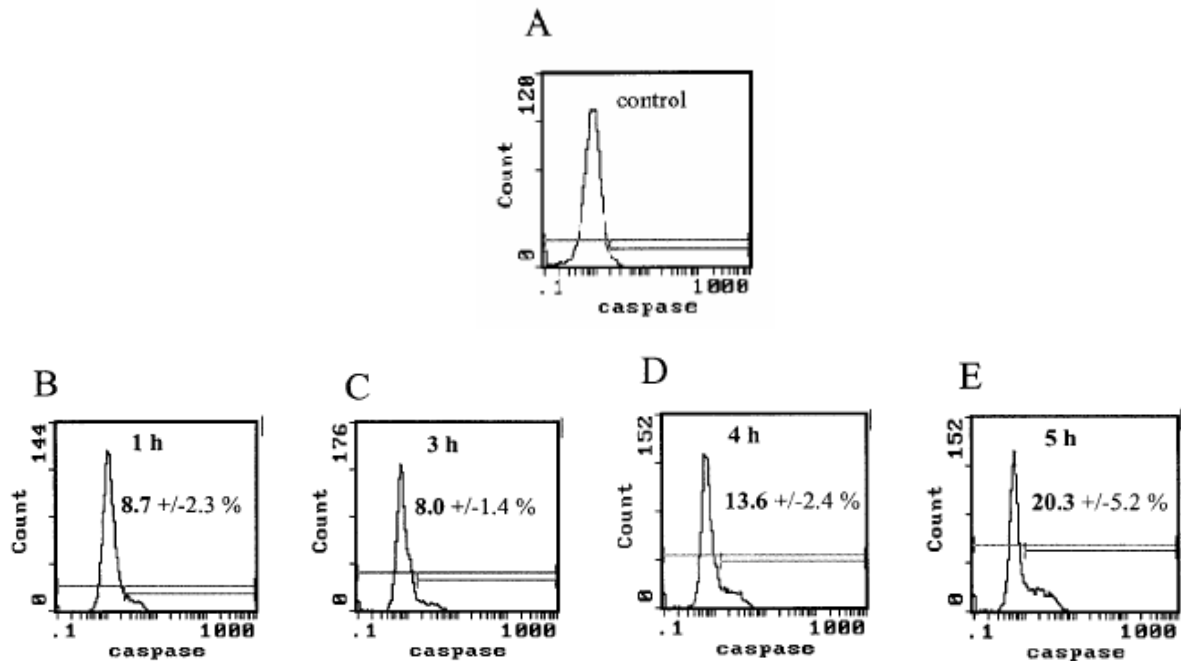 A
120
control
Count
0
.1 1000
caspase
B
144
1 h
8.7 +/-2.3 %
Count
0
.1 1000
caspase
C
176
3 h
8.0 +/-1.4 %
Count
0
.1 1000
caspase
D
152
4 h
13.6 +/-2.4 %
Count
0
.1 1000
caspase
E
152
5 h
20.3 +/-5.2 %
Count
0
.1 1000
caspase